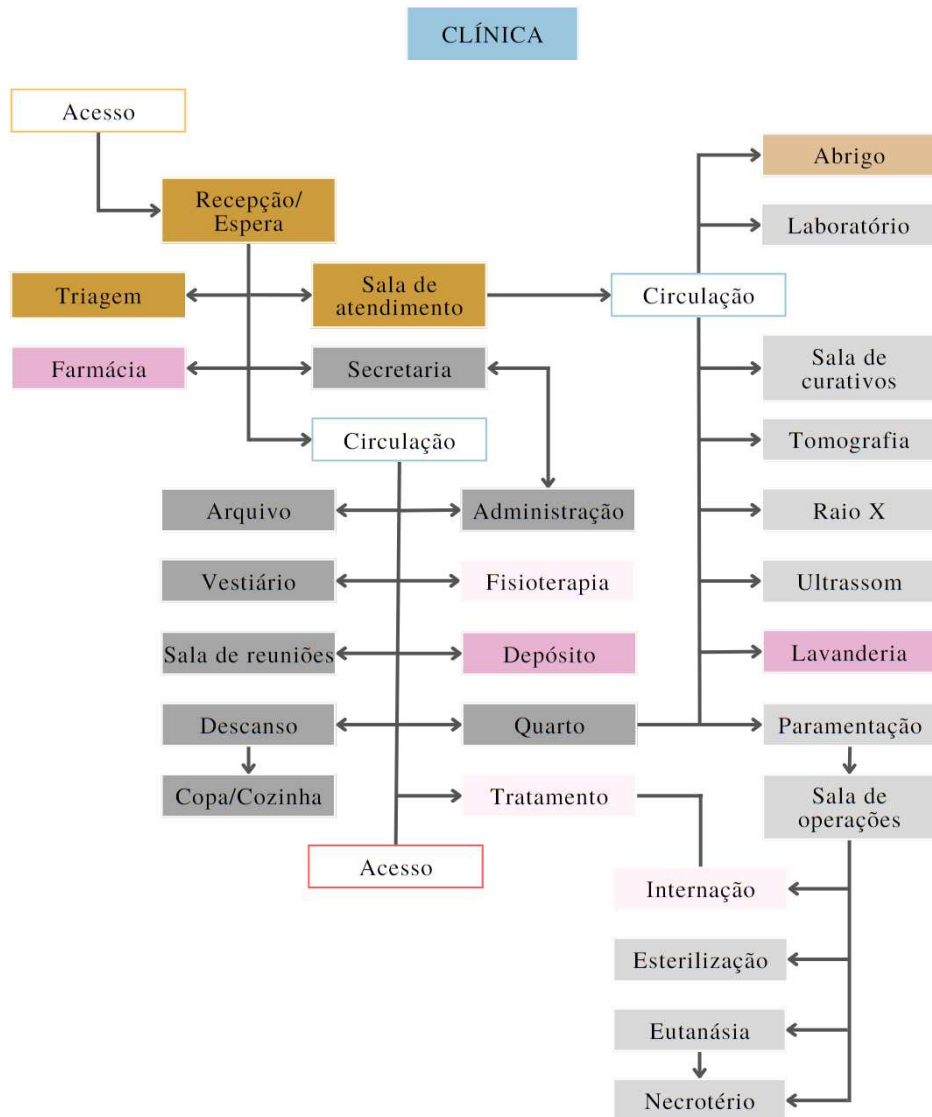 CLÍNICA
Acesso
Abrigo
Recepção/
Espera
Laboratório
Triagem
Sala de
atendimento
Circulação
Farmácia
Secretaria
Sala de
curativos
Circulação
Tomografia
Arquivo
Administração
Raio X
Vestiário
Fisioterapia
Ultrassom
Sala de reuniões
Depósito
Lavanderia
Descanso
Quarto
Paramentação
Copa/Cozinha
Tratamento
Sala de
operações
Acesso
Internação
Esterilização
Eutanásia
Necrotério